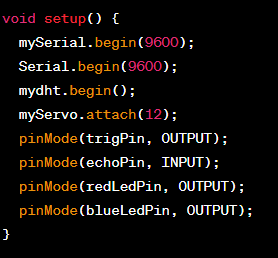 void setup() {
  mySerial.begin(9600);
  Serial.begin(9600);
  mydht.begin();
  myServo.attach(12);
  pinMode(trigPin, OUTPUT);
  pinMode(echoPin, INPUT);
  pinMode(redLedPin, OUTPUT);
  pinMode(blueLedPin, OUTPUT);
}